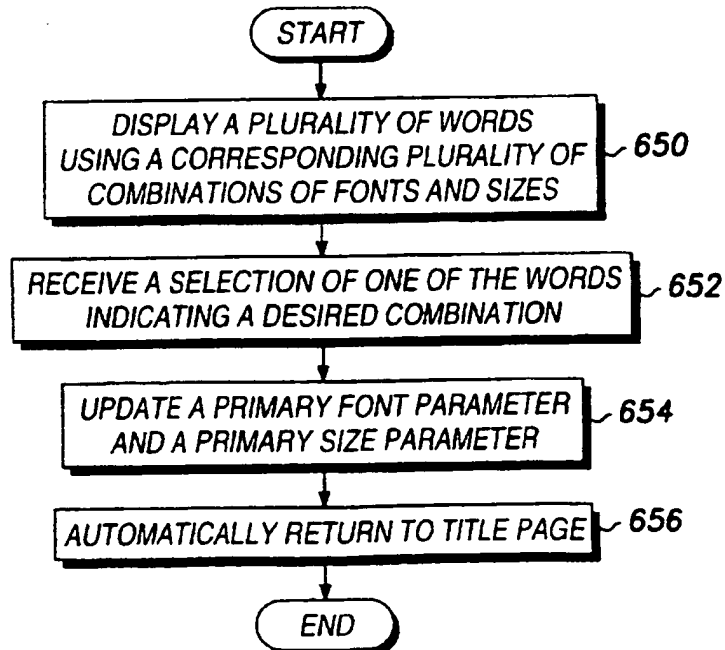 START
DISPLAY A PLURALITY OF WORDS
USING A CORRESPONDING PLURALITY OF
COMBINATIONS OF FONTS AND SIZES
650
RECEIVE A SELECTION OF ONE OF THE WORDS
INDICATING A DESIRED COMBINATION
652
UPDATE A PRIMARY FONT PARAMETER
AND A PRIMARY SIZE PARAMETER
654
AUTOMATICALLY RETURN TO TITLE PAGE
656
END